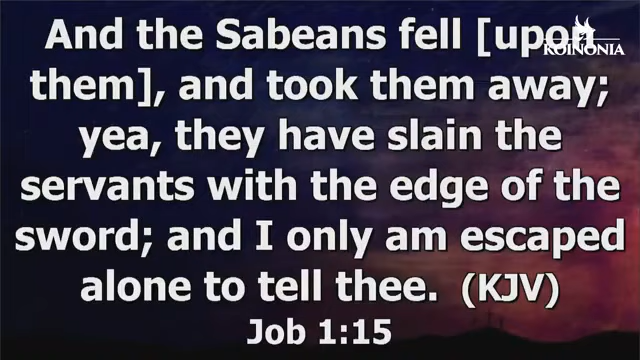 And the Sabeans fell [upon
KOINONIA
them], and took them away;
yea, they have slain the
servants with the edge of the
sword; and I only am escaped
alone to tell thee. (KJV)
Job 1:15